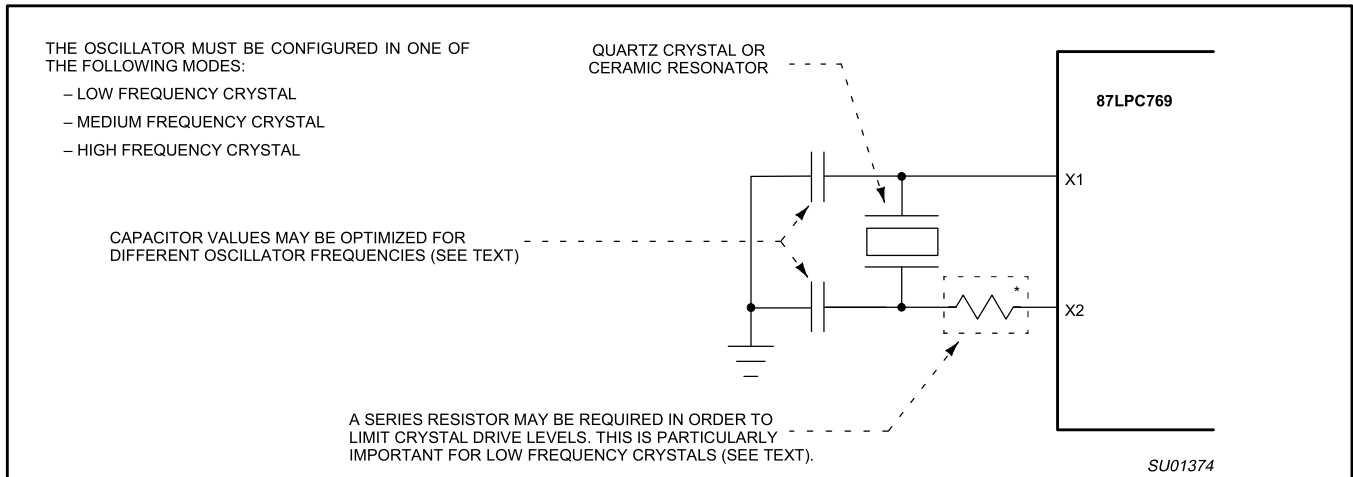 THE OSCILLATOR MUST BE CONFIGURED IN ONE OF
THE FOLLOWING MODES:
– LOW FREQUENCY CRYSTAL
– MEDIUM FREQUENCY CRYSTAL
– HIGH FREQUENCY CRYSTAL
QUARTZ CRYSTAL OR
CERAMIC RESONATOR
87LPC769
X1
CAPACITOR VALUES MAY BE OPTIMIZED FOR
DIFFERENT OSCILLATOR FREQUENCIES (SEE TEXT)
*
X2
A SERIES RESISTOR MAY BE REQUIRED IN ORDER TO
LIMIT CRYSTAL DRIVE LEVELS. THIS IS PARTICULARLY
IMPORTANT FOR LOW FREQUENCY CRYSTALS (SEE TEXT).
SU01374